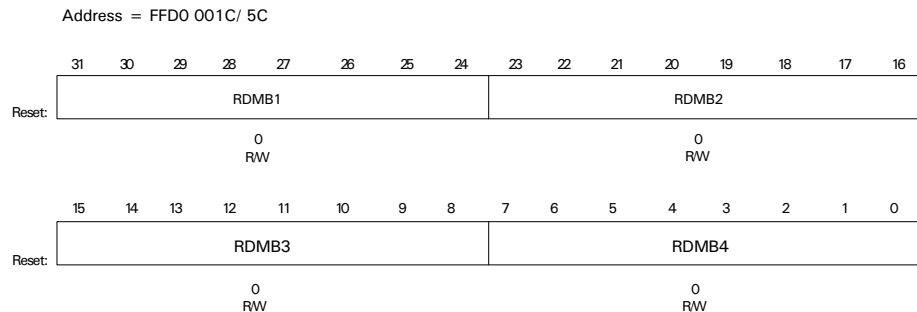 Address = FFD0 001C/ 5C
31 30 29 28 27 26 25 24 23 22 21 20 19 18 17 16
RDMB1 RDMB2
Reset:
0 0
R/W R/W
15 14 13 12 11 10 9 8 7 6 5 4 3 2 1 0
RDMB3 RDMB4
Reset:
0 0
R/W R/W